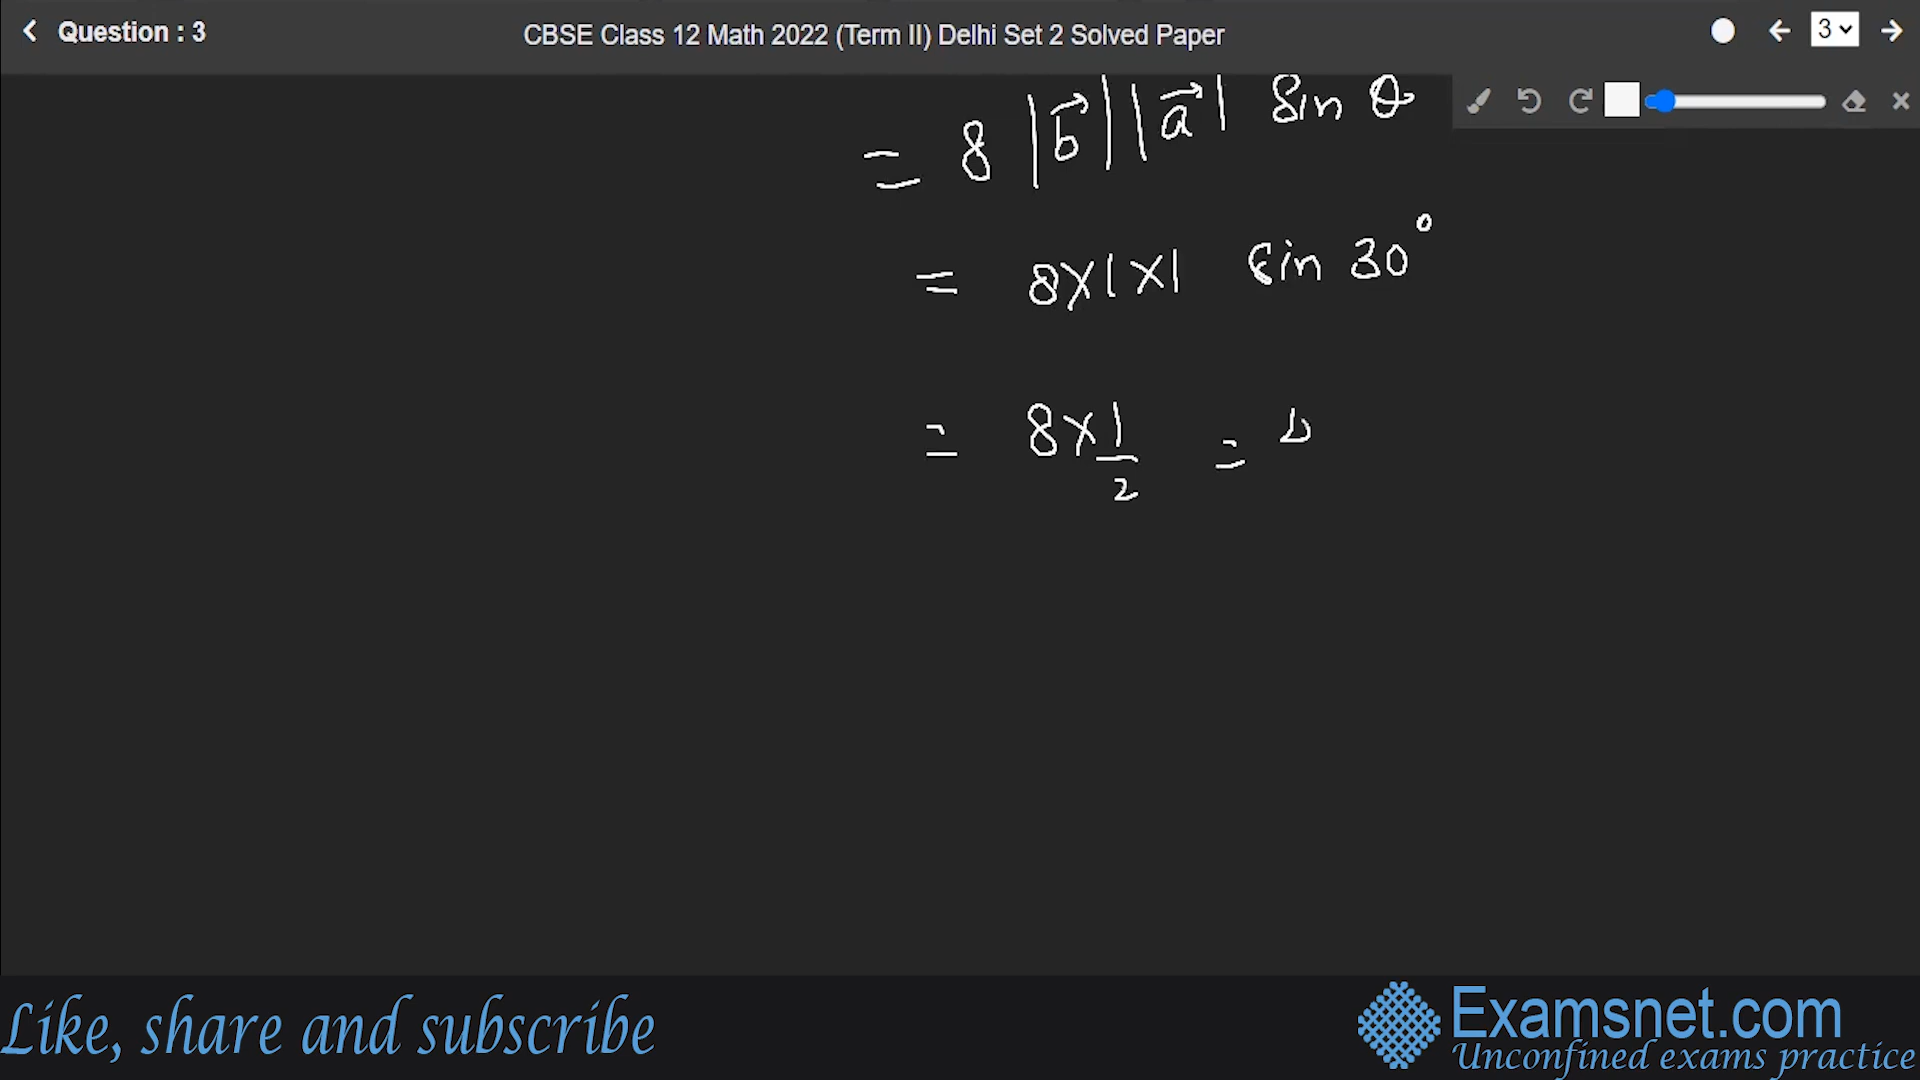 Question : 3
CBSE Class 12 Math 2022 (Term II) Delhi Set 2 Solved Paper
3
= 8 |b⃗| |a⃗| sin θ
= 8×1×1 sin 30°
= 8×1/2 = 4
Like, share and subscribe
Examsnet.com
Unconfined exams practice